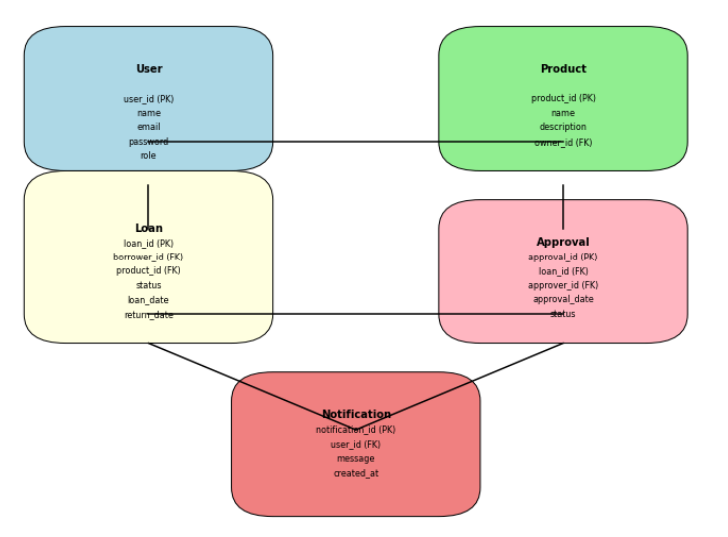 User
user_id (PK)
name
email
password
role
Product
product_id (PK)
name
description
owner_id (FK)
Loan
loan_id (PK)
borrower_id (FK)
product_id (FK)
status
loan_date
return_date
Approval
approval_id (PK)
loan_id (FK)
approver_id (FK)
approval_date
status
Notification
notification_id (PK)
user_id (FK)
message
created_at